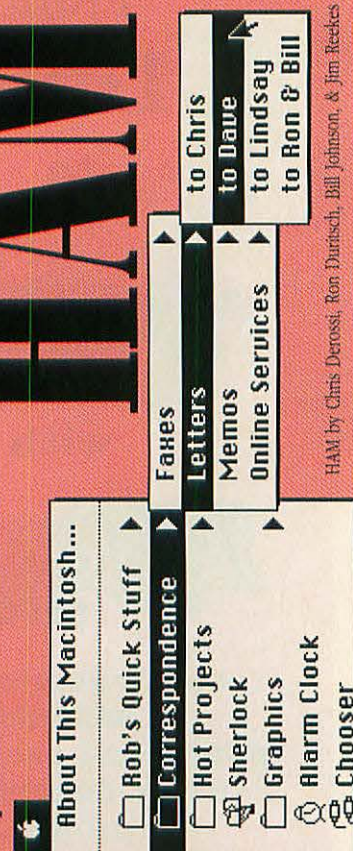 HAM
About This Macintosh...
Rob's Quick Stuff
Correspondence
Hot Projects
Sherlock
Graphics
Alarm Clock
Chooser
Faxes
Letters
Memos
Online Services
to Chris
to Dave
to Lindsay
to Ron & Bill
HAM by Chris Derossi, Ron Duritsch, Bill Johnson, & Jim Reekes